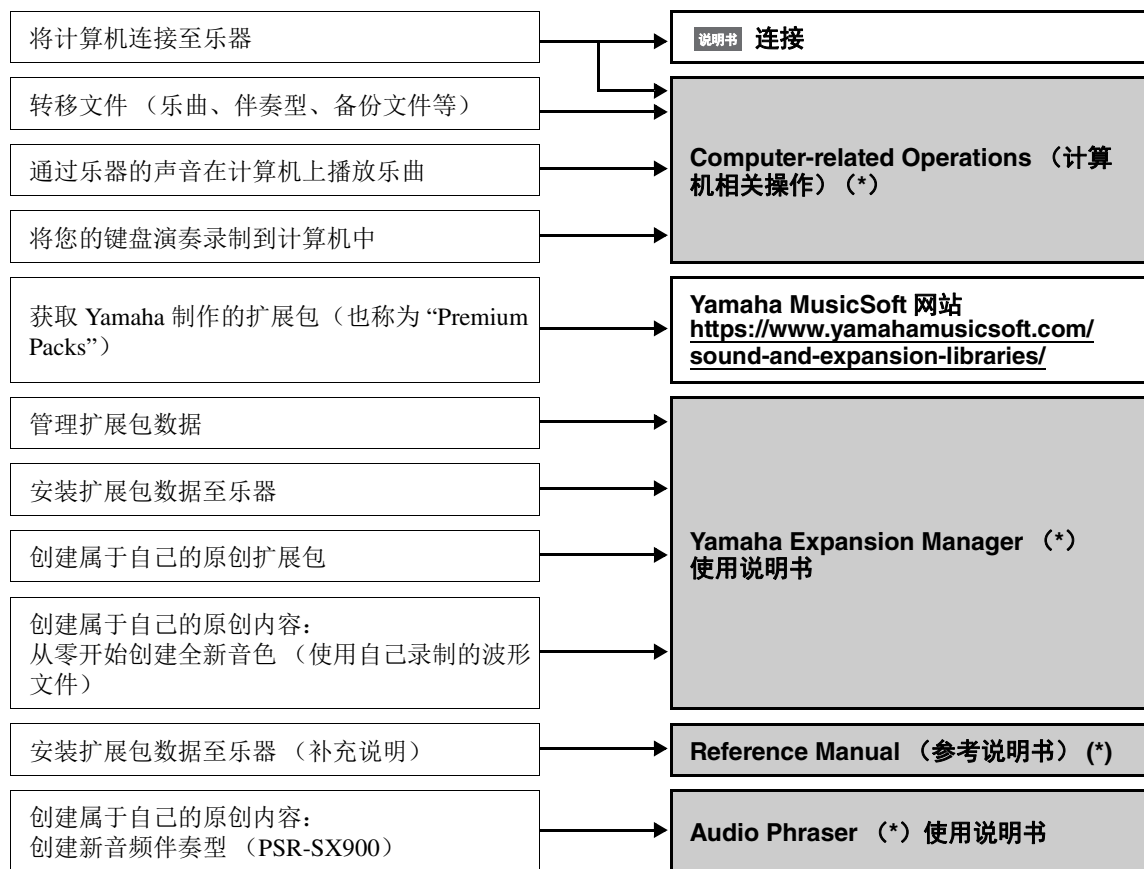 将计算机连接至乐器
说明书 连接
转移文件 （乐曲、伴奏型、备份文件等）
通过乐器的声音在计算机上播放乐曲
将您的键盘演奏录制到计算机中
Computer-related Operations （计算
机相关操作）（*）
获取 Yamaha 制作的扩展包（也称为 “Premium
Packs”）
Yamaha MusicSoft 网站
https://www.yamahamusicsoft.com/
sound-and-expansion-libraries/
管理扩展包数据
安装扩展包数据至乐器
创建属于自己的原创扩展包
创建属于自己的原创内容：
从零开始创建全新音色 （使用自己录制的波形
文件）
Yamaha Expansion Manager （*）
使用说明书
安装扩展包数据至乐器 （补充说明）
Reference Manual （参考说明书） (*)
创建属于自己的原创内容：
创建新音频伴奏型 （PSR-SX900）
Audio Phraser （*）使用说明书